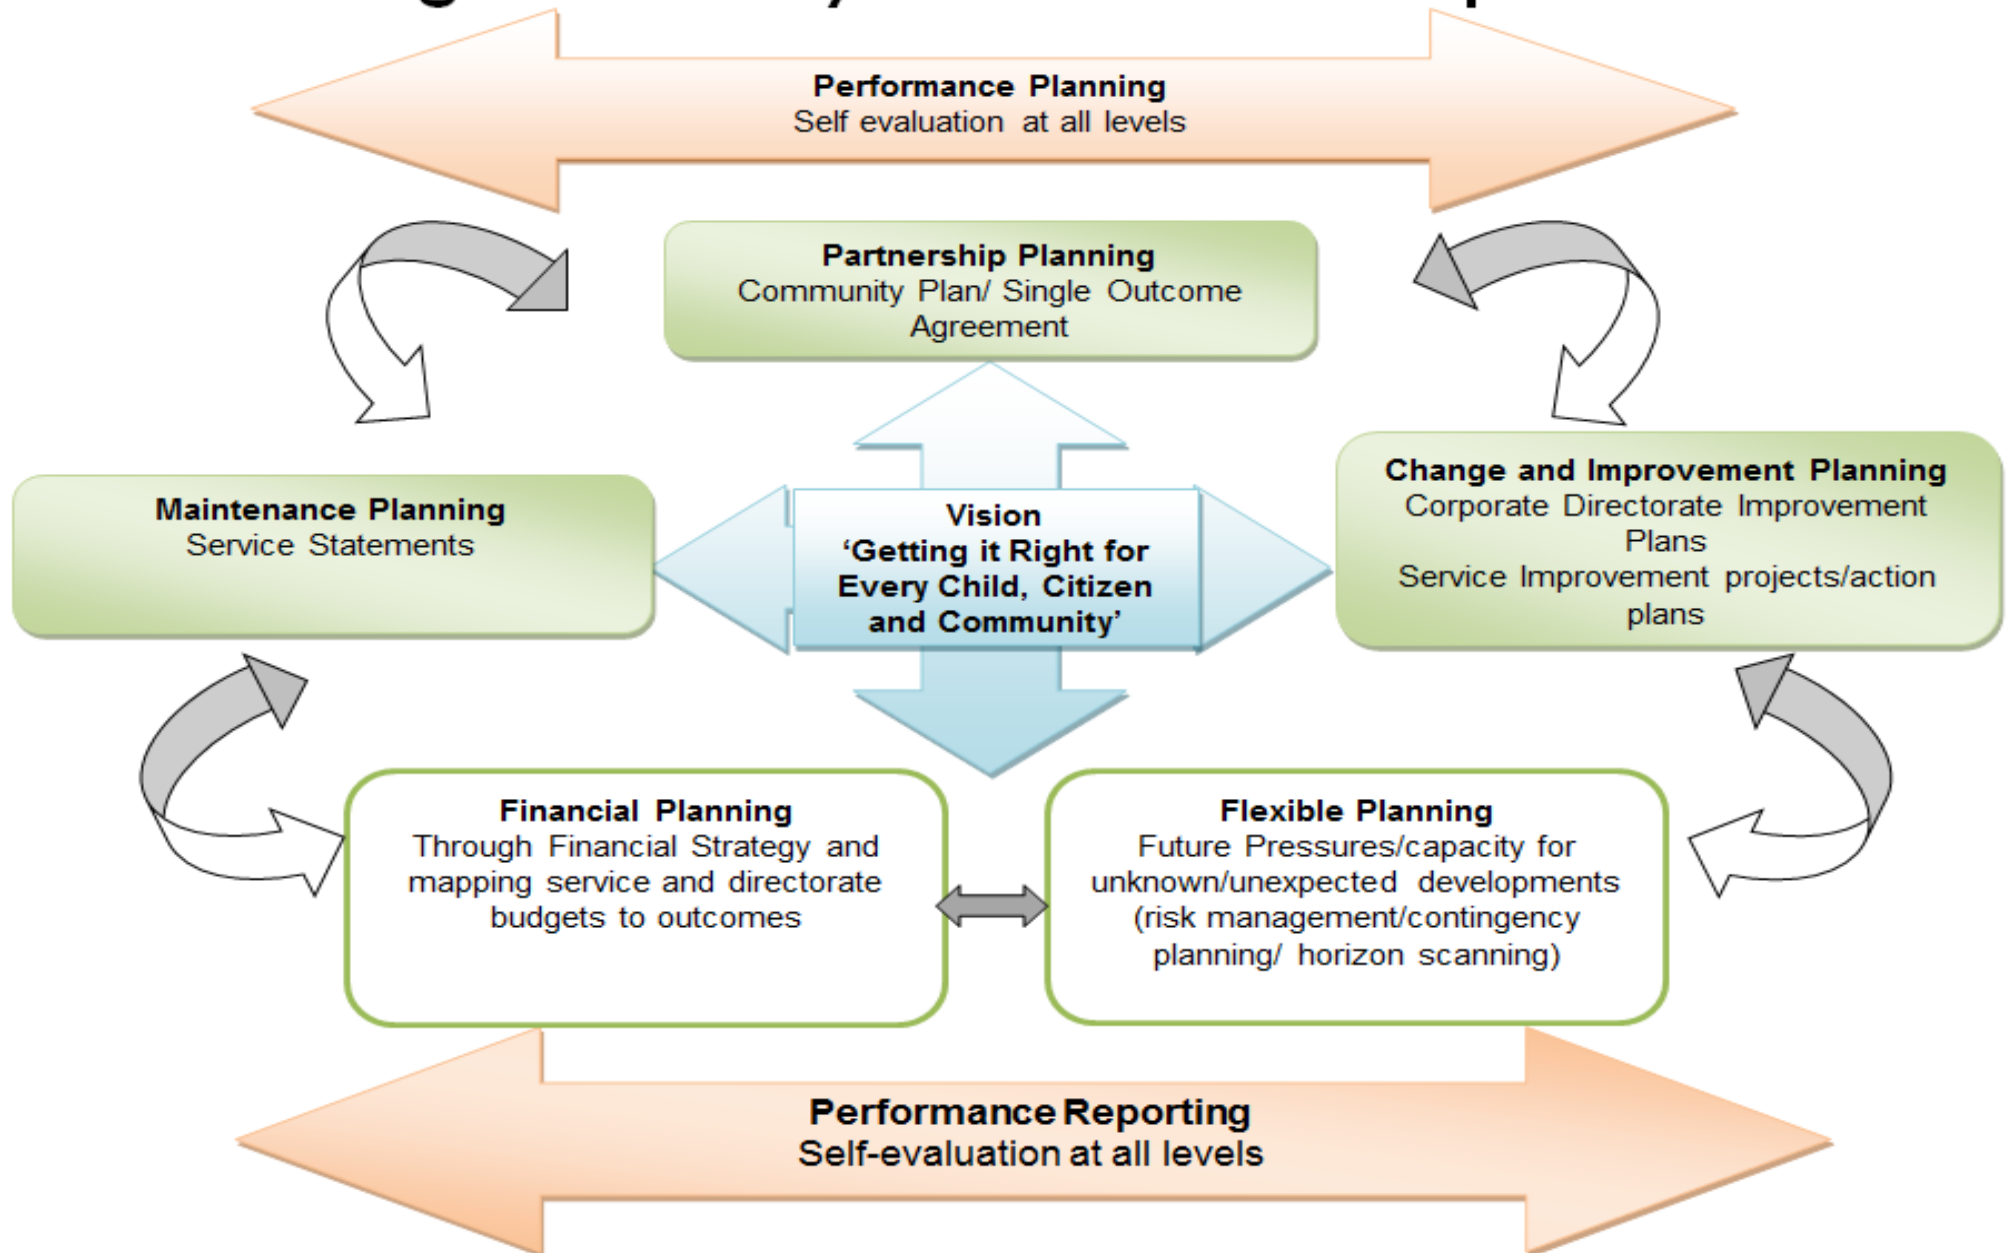 Performance Planning
Self evaluation at all levels
Partnership Planning
Community Plan/ Single Outcome
Agreement
Maintenance Planning
Service Statements
Vision
‘Getting it Right for
Every Child, Citizen
and Community’
Change and Improvement Planning
Corporate Directorate Improvement
Plans
Service Improvement projects/action
plans
Financial Planning
Through Financial Strategy and
mapping service and directorate
budgets to outcomes
Flexible Planning
Future Pressures/capacity for
unknown/unexpected developments
(risk management/contingency
planning/ horizon scanning)
Performance Reporting
Self-evaluation at all levels